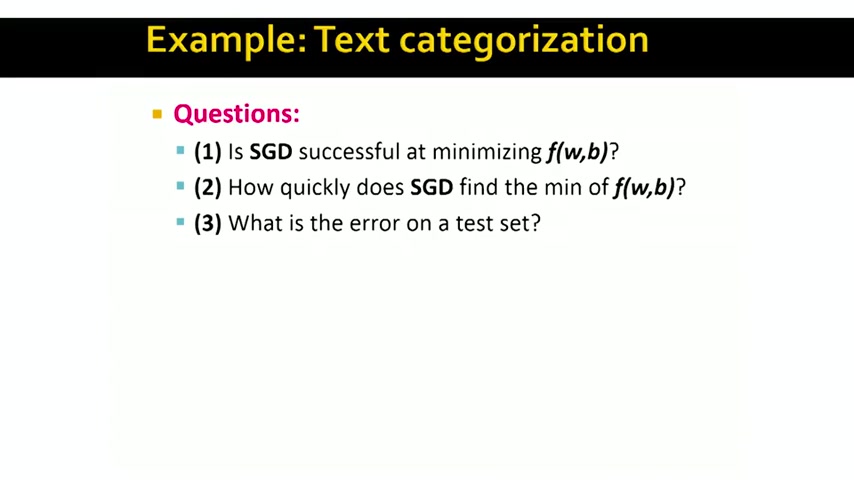 Example: Text categorization
Questions:
(1) Is SGD successful at minimizing f(w,b)?
(2) How quickly does SGD find the min of f(w,b)?
(3) What is the error on a test set?